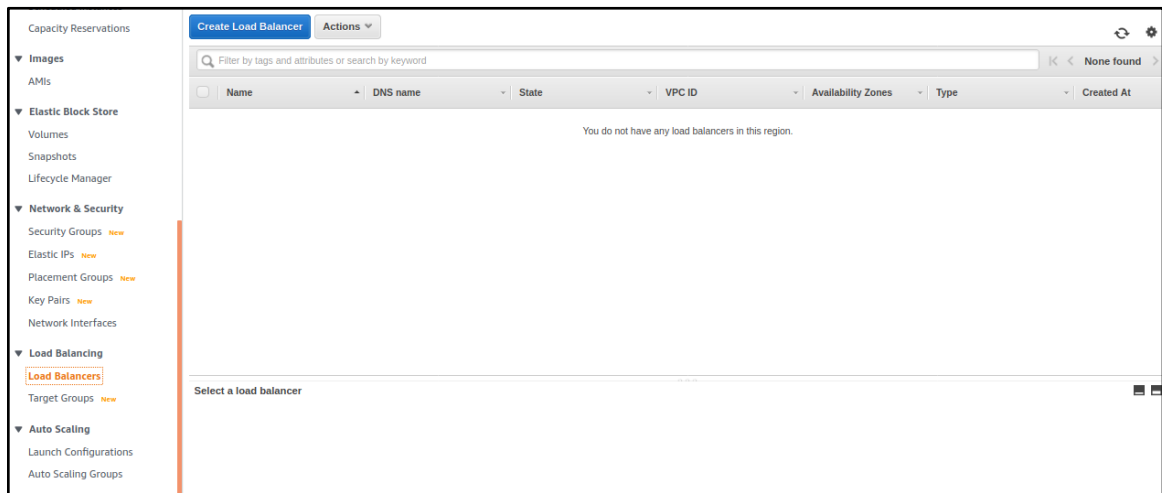 Capacity Reservations
Images
AMIs
Elastic Block Store
Volumes
Snapshots
Lifecycle Manager
Network & Security
Security Groups New
Elastic IPs New
Placement Groups New
Key Pairs New
Network Interfaces
Load Balancing
Load Balancers
Target Groups New
Auto Scaling
Launch Configurations
Auto Scaling Groups
Create Load Balancer Actions
Filter by tags and attributes or search by keyword None found
Name DNS name State VPC ID Availability Zones Type Created At
You do not have any load balancers in this region.
Select a load balancer